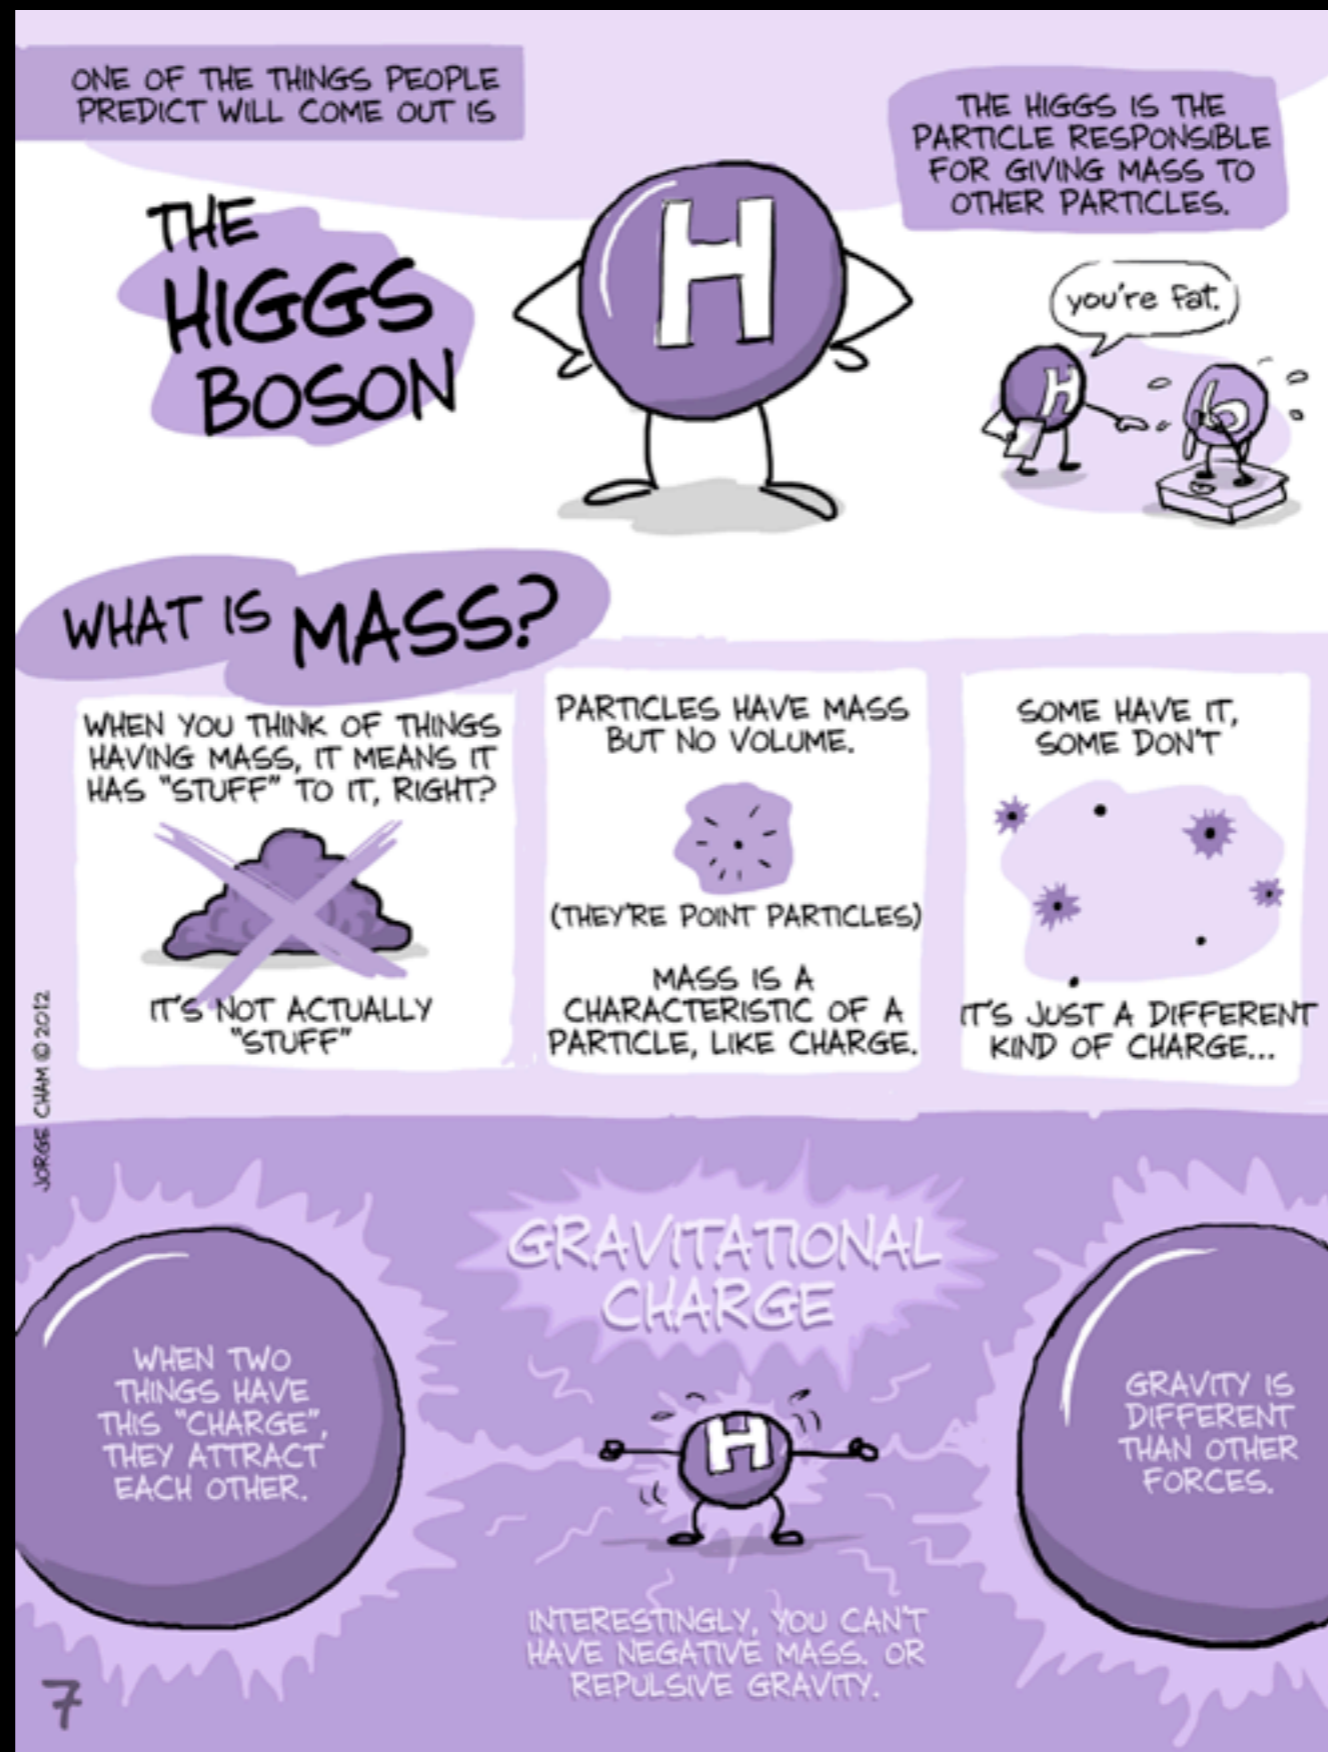 ONE OF THE THINGS PEOPLE
PREDICT WILL COME OUT IS
THE
HIGGS
BOSON
H
THE HIGGS IS THE
PARTICLE RESPONSIBLE
FOR GIVING MASS TO
OTHER PARTICLES.
you're fat.
H
b
WHAT IS MASS?
WHEN YOU THINK OF THINGS
HAVING MASS, IT MEANS IT
HAS "STUFF" TO IT, RIGHT?
IT'S NOT ACTUALLY
"STUFF"
PARTICLES HAVE MASS
BUT NO VOLUME.
(THEY'RE POINT PARTICLES)
MASS IS A
CHARACTERISTIC OF A
PARTICLE, LIKE CHARGE.
SOME HAVE IT,
SOME DON'T
IT'S JUST A DIFFERENT
KIND OF CHARGE...
JORGE CHAM © 2012
GRAVITATIONAL
CHARGE
WHEN TWO
THINGS HAVE
THIS "CHARGE",
THEY ATTRACT
EACH OTHER.
H
INTERESTINGLY, YOU CAN'T
HAVE NEGATIVE MASS. OR
REPULSIVE GRAVITY.
GRAVITY IS
DIFFERENT
THAN OTHER
FORCES.
7